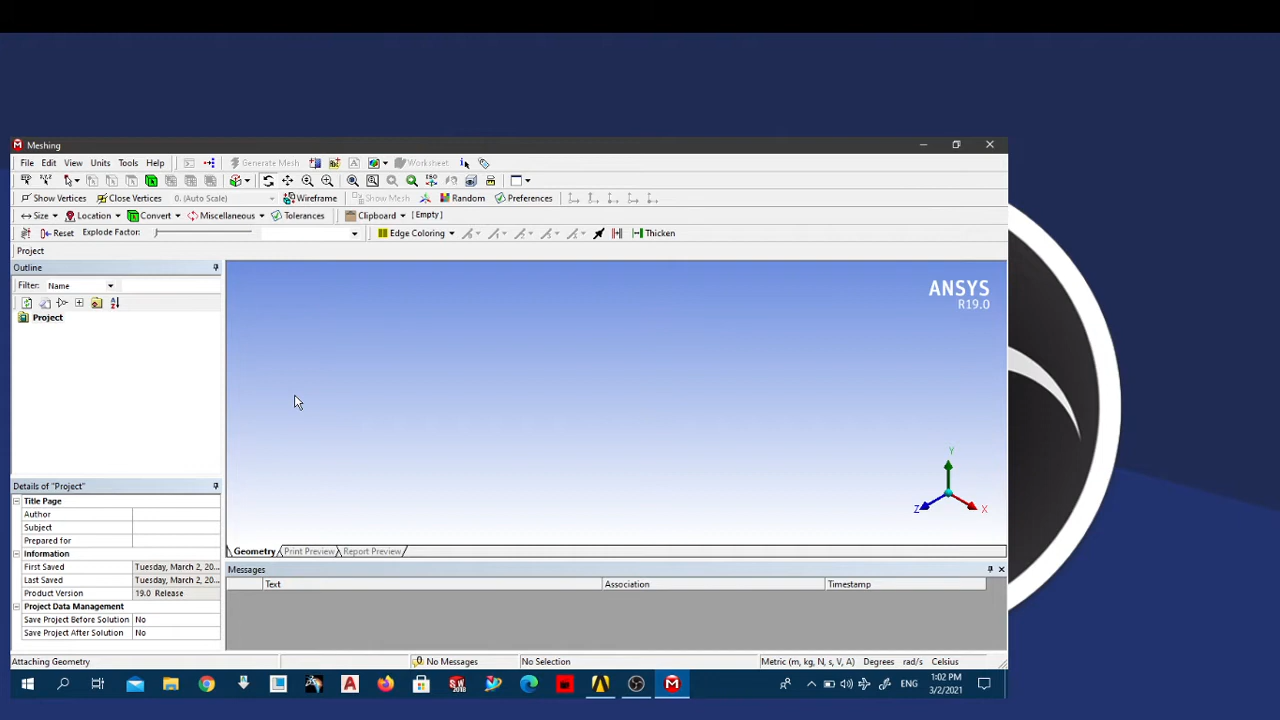 Meshing
File Edit View Units Tools Help Generate Mesh Worksheet
Show Vertices Close Vertices 0. (Auto Scale) Wireframe Show Mesh Random Preferences
Size Location Convert Miscellaneous Tolerances Clipboard [Empty]
Reset Explode Factor: Edge Coloring Thicken
Project
Outline
Filter: Name
Project
ANSYS
R19.0
Y
Z X
Details of "Project"
Title Page
Author
Subject
Prepared for
Information
First Saved Tuesday, March 2, 20...
Last Saved Tuesday, March 2, 20...
Product Version 19.0 Release
Project Data Management
Save Project Before Solution No
Save Project After Solution No
Geometry Print Preview Report Preview
Messages
Text Association Timestamp
Attaching Geometry 0 No Messages No Selection Metric (m, kg, N, s, V, A) Degrees rad/s Celsius
ENG 1:02 PM
3/2/2021